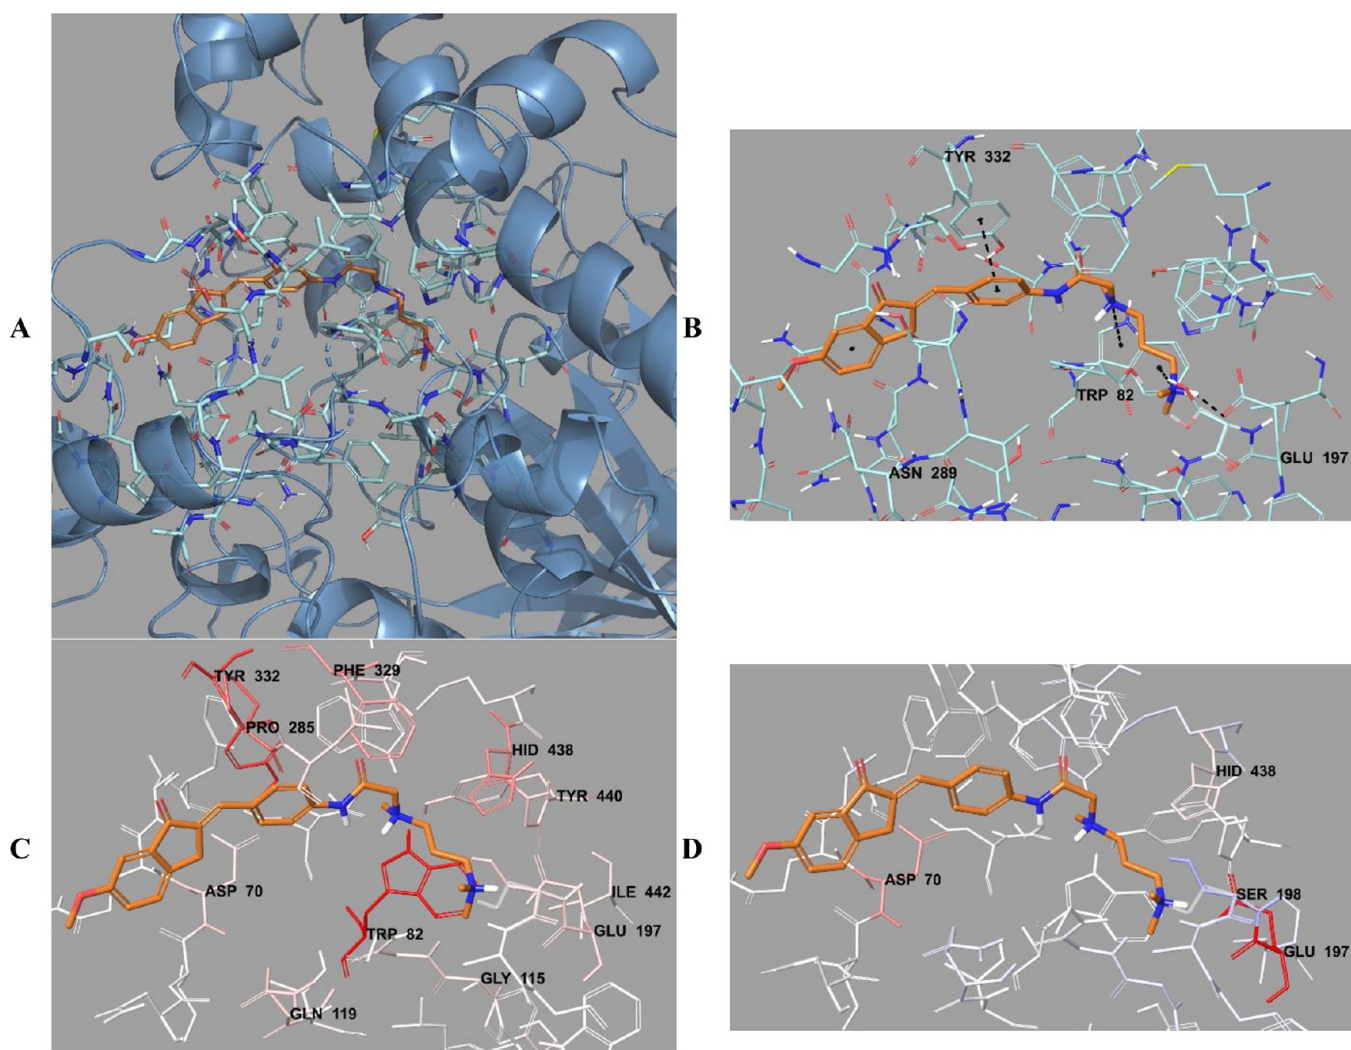 A
B
TYR 332
TRP 82
ASN 289
GLU 197
C
TYR 332
PHE 329
PRO 285
HID 438
TYR 440
ASP 70
ILE 442
TRP 82
GLU 197
GLY 115
GLN 119
D
HID 438
ASP 70
SER 198
GLU 197